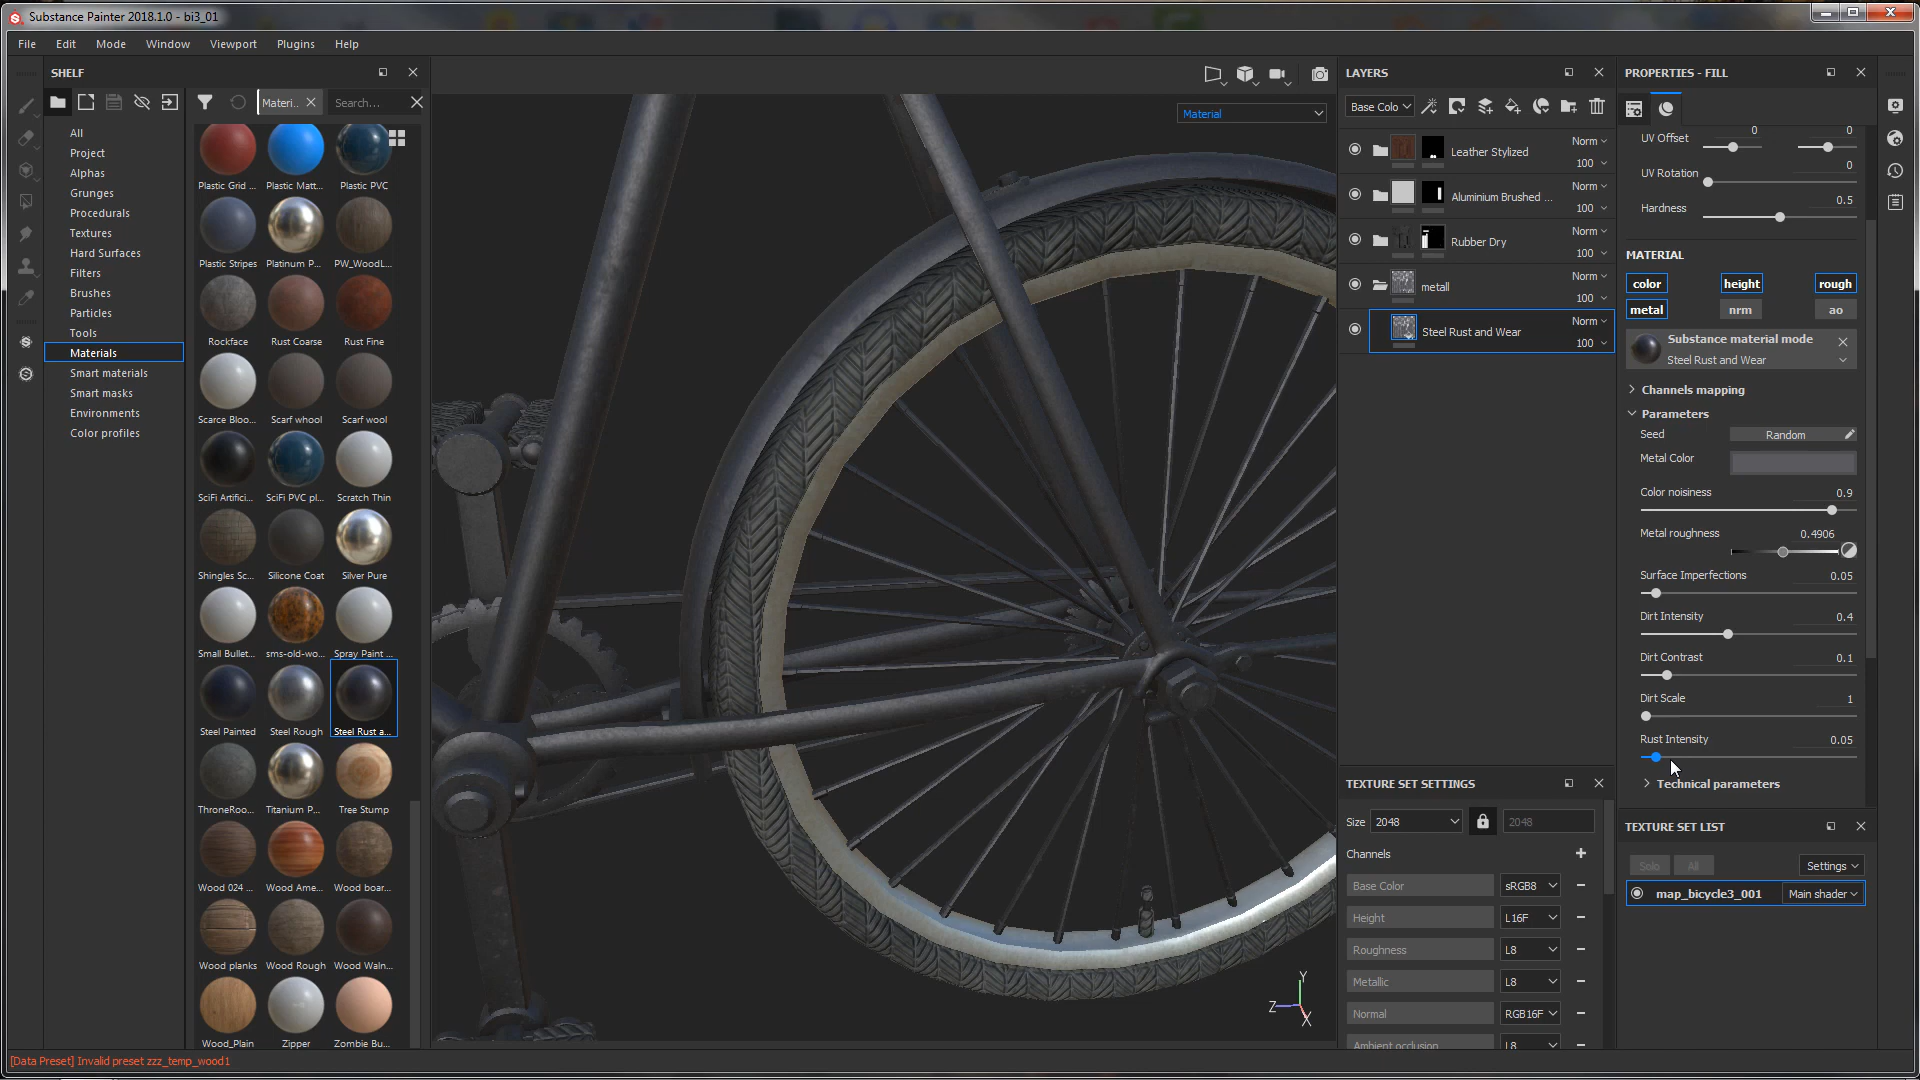 Substance Painter 2018.1.0 - bi3_01
File Edit Mode Window Viewport Plugins Help
SHELF
Materi..
Search...
All
Project
Alphas
Grunges
Procedurals
Textures
Hard Surfaces
Filters
Brushes
Particles
Tools
Materials
Smart materials
Smart masks
Environments
Color profiles
Plastic Grid ... Plastic Matt... Plastic PVC
Plastic Stripes Platinum P... PW_WoodL...
Rockface Rust Coarse Rust Fine
Scarce Bloo... Scarf whool Scarf wool
SciFi Artifici... SciFi PVC pl... Scratch Thin
Shingles Sc... Silicone Coat Silver Pure
Small Bullet... sms-old-wo... Spray Paint ...
Steel Painted Steel Rough Steel Rust a...
ThroneRoo... Titanium P... Tree Stump
Wood 024 ... Wood Ame... Wood boar...
Wood planks Wood Rough Wood Waln...
Wood_Plain Zipper Zombie Bu...
Material
Y
Z
X
LAYERS
Base Colo
Leather Stylized Norm 100
Aluminium Brushed ... Norm 100
Rubber Dry Norm 100
metall Norm 100
Steel Rust and Wear Norm 100
TEXTURE SET SETTINGS
Size 2048 2048
Channels
Base Color sRGB8
Height L16F
Roughness L8
Metallic L8
Normal RGB16F
Ambient occlusion L8
PROPERTIES - FILL
UV Offset 0 0
UV Rotation 0
Hardness 0.5
MATERIAL
color height rough
metal nrm ao
Substance material mode
Steel Rust and Wear
Channels mapping
Parameters
Seed Random
Metal Color
Color noisiness 0.9
Metal roughness 0.4906
Surface Imperfections 0.05
Dirt Intensity 0.4
Dirt Contrast 0.1
Dirt Scale 1
Rust Intensity 0.05
Technical parameters
TEXTURE SET LIST
Solo All Settings
map_bicycle3_001 Main shader
[Data Preset] Invalid preset zzz_temp_wood1